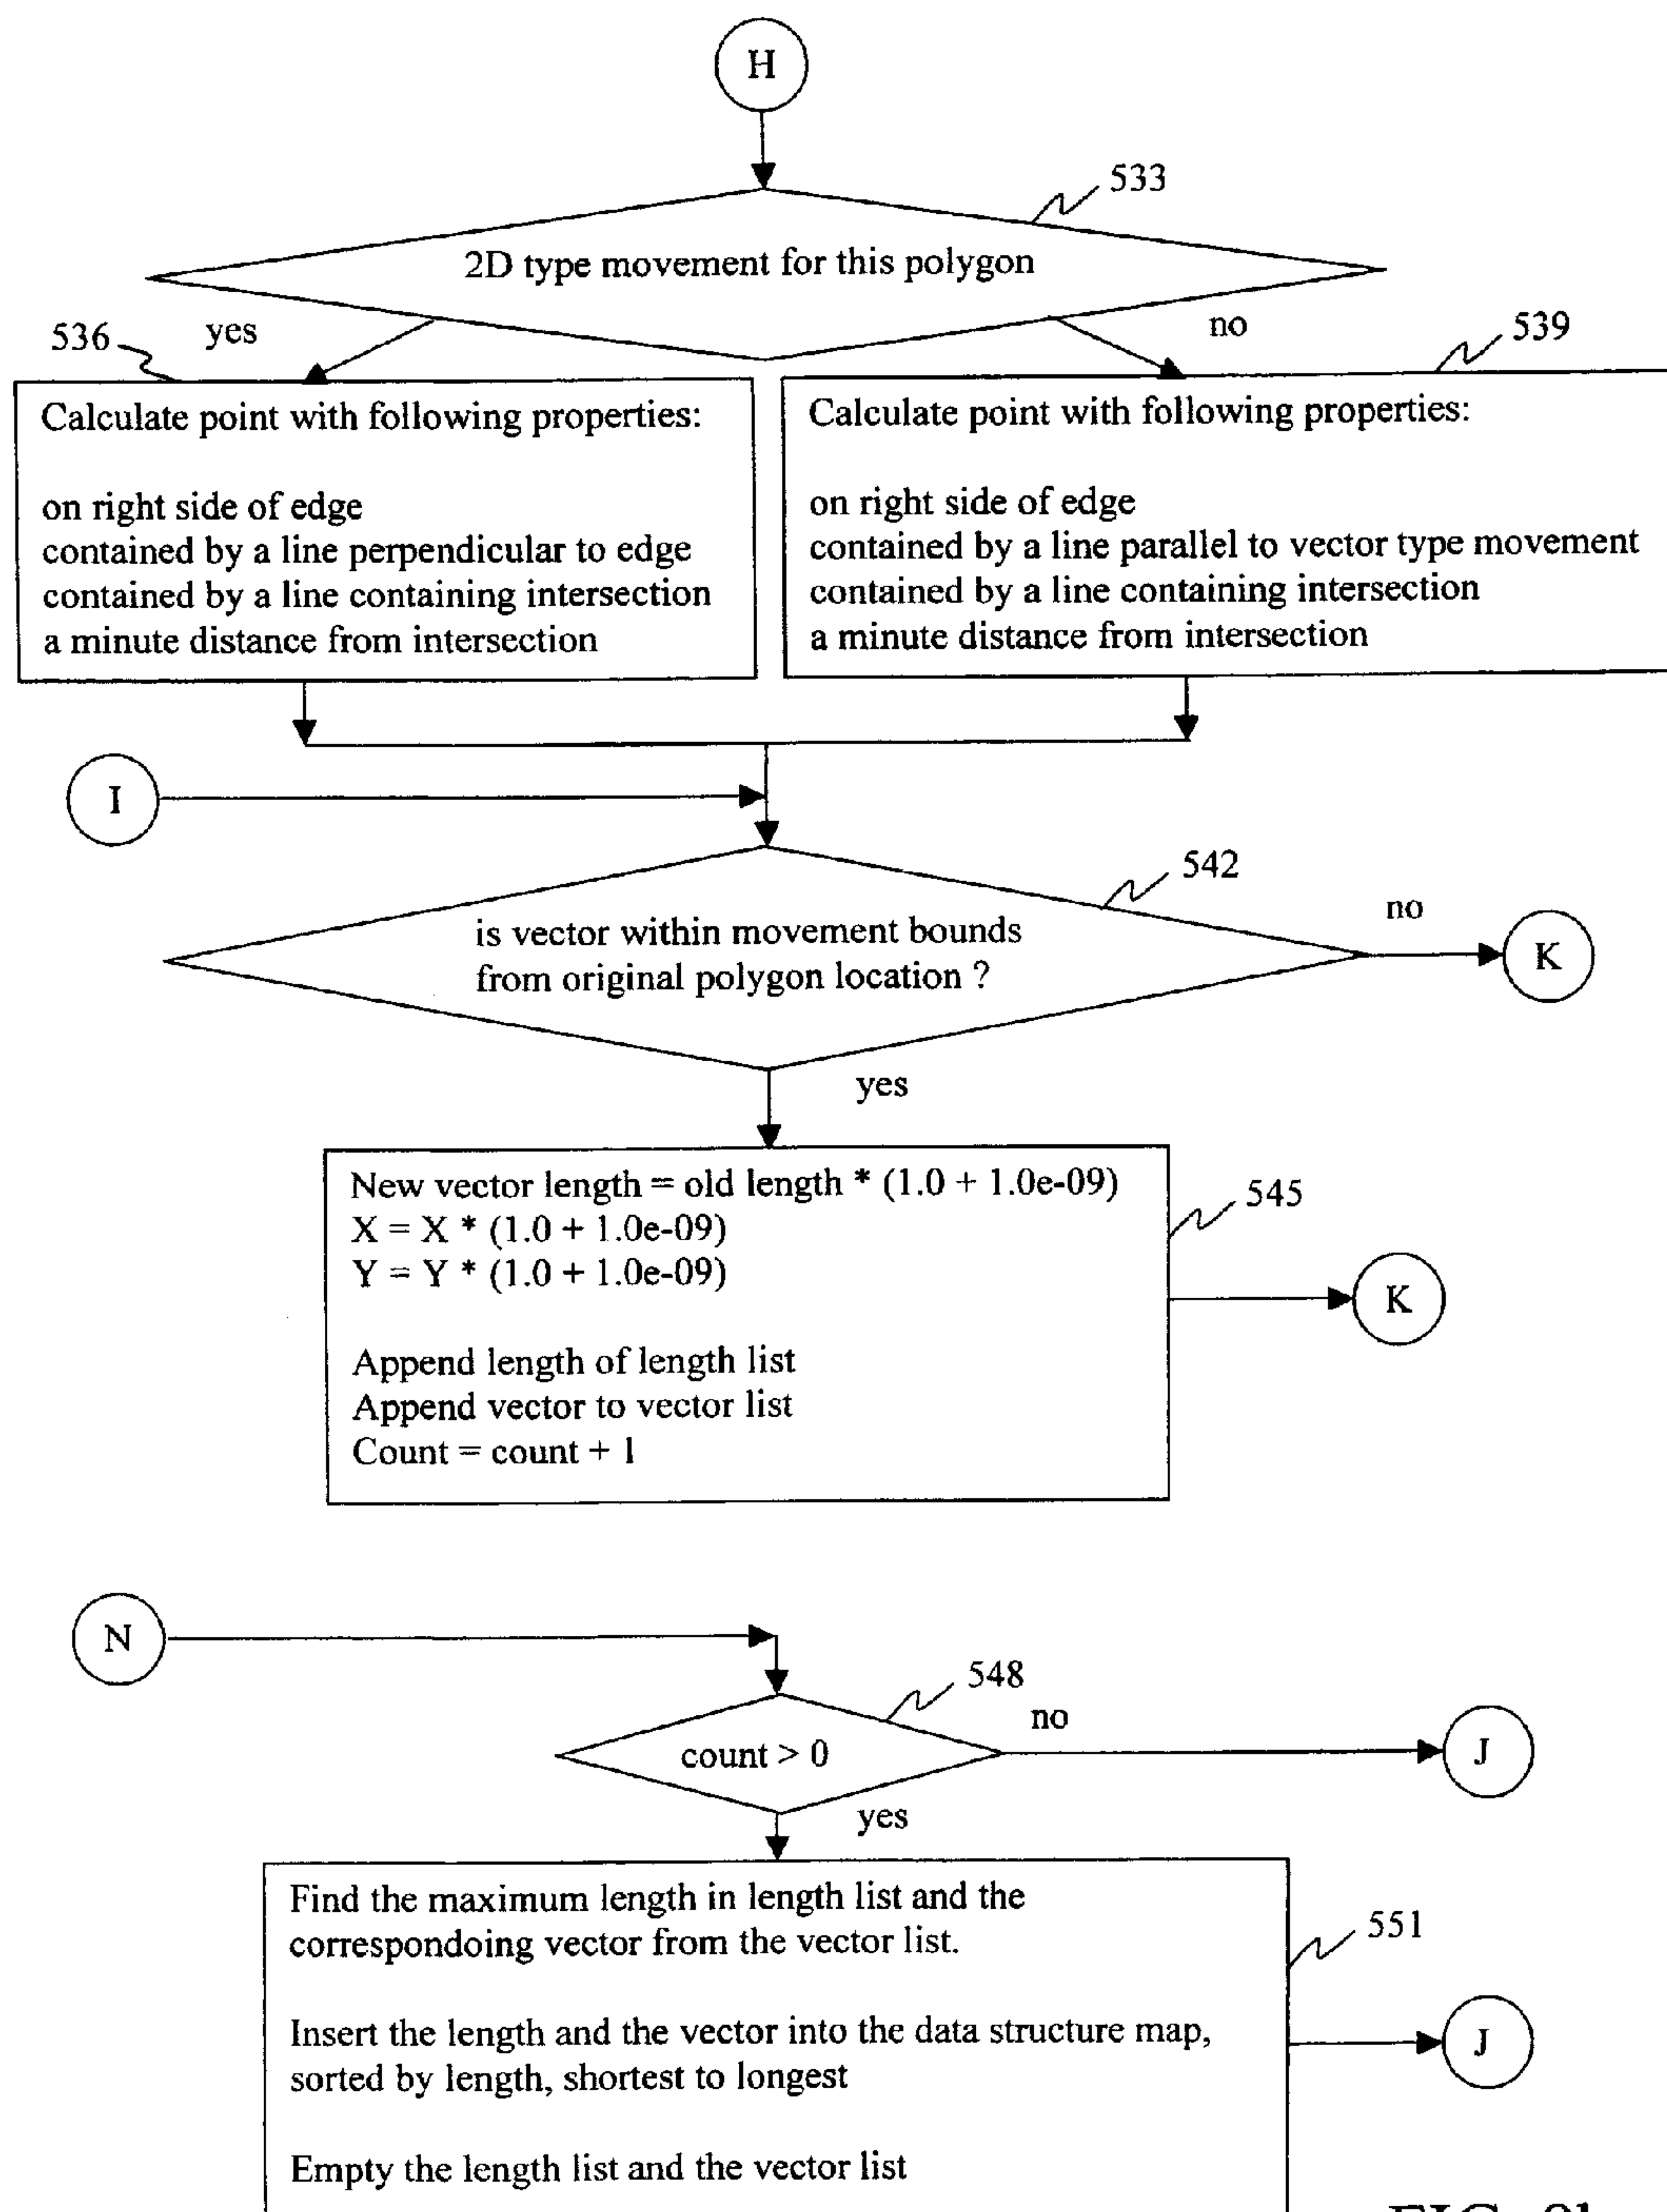 H
533
2D type movement for this polygon
yes
no
536
539
Calculate point with following properties:
on right side of edge
contained by a line perpendicular to edge
contained by a line containing intersection
a minute distance from intersection
Calculate point with following properties:
on right side of edge
contained by a line parallel to vector type movement
contained by a line containing intersection
a minute distance from intersection
I
542
is vector within movement bounds
from original polygon location ?
no
K
yes
New vector length = old length * (1.0 + 1.0e-09)
X = X * (1.0 + 1.0e-09)
Y = Y * (1.0 + 1.0e-09)
Append length of length list
Append vector to vector list
Count = count + 1
545
K
N
548
count > 0
no
J
yes
Find the maximum length in length list and the
correspondoing vector from the vector list.
Insert the length and the vector into the data structure map,
sorted by length, shortest to longest
Empty the length list and the vector list
551
J